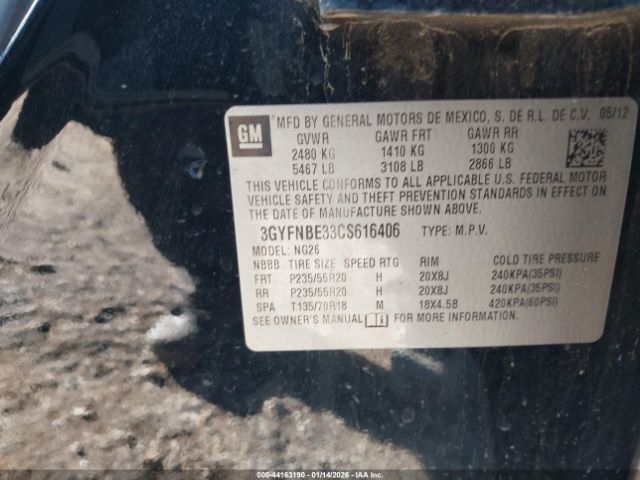 GM
MFD BY GENERAL MOTORS DE MEXICO, S. DE R.L. DE C.V. 05/12
GVWR GAWR FRT GAWR RR
2480 KG 1410 KG 1300 KG
5467 LB 3108 LB 2866 LB
THIS VEHICLE CONFORMS TO ALL APPLICABLE U.S. FEDERAL MOTOR
VEHICLE SAFETY AND THEFT PREVENTION STANDARDS IN EFFECT ON
THE DATE OF MANUFACTURE SHOWN ABOVE.
3GYFNBE33CS616406 TYPE: M.P.V.
MODEL: NG26
NBBB TIRE SIZE SPEED RTG RIM COLD TIRE PRESSURE
FRT P235/55R20 H 20X8J 240KPA(35PSI)
RR P235/55R20 H 20X8J 240KPA(35PSI)
SPA T135/70R18 M 18X4.5B 420KPA(60PSI)
SEE OWNER'S MANUAL FOR MORE INFORMATION.
000-44163190 - 01/14/2026 - IAAI.COM